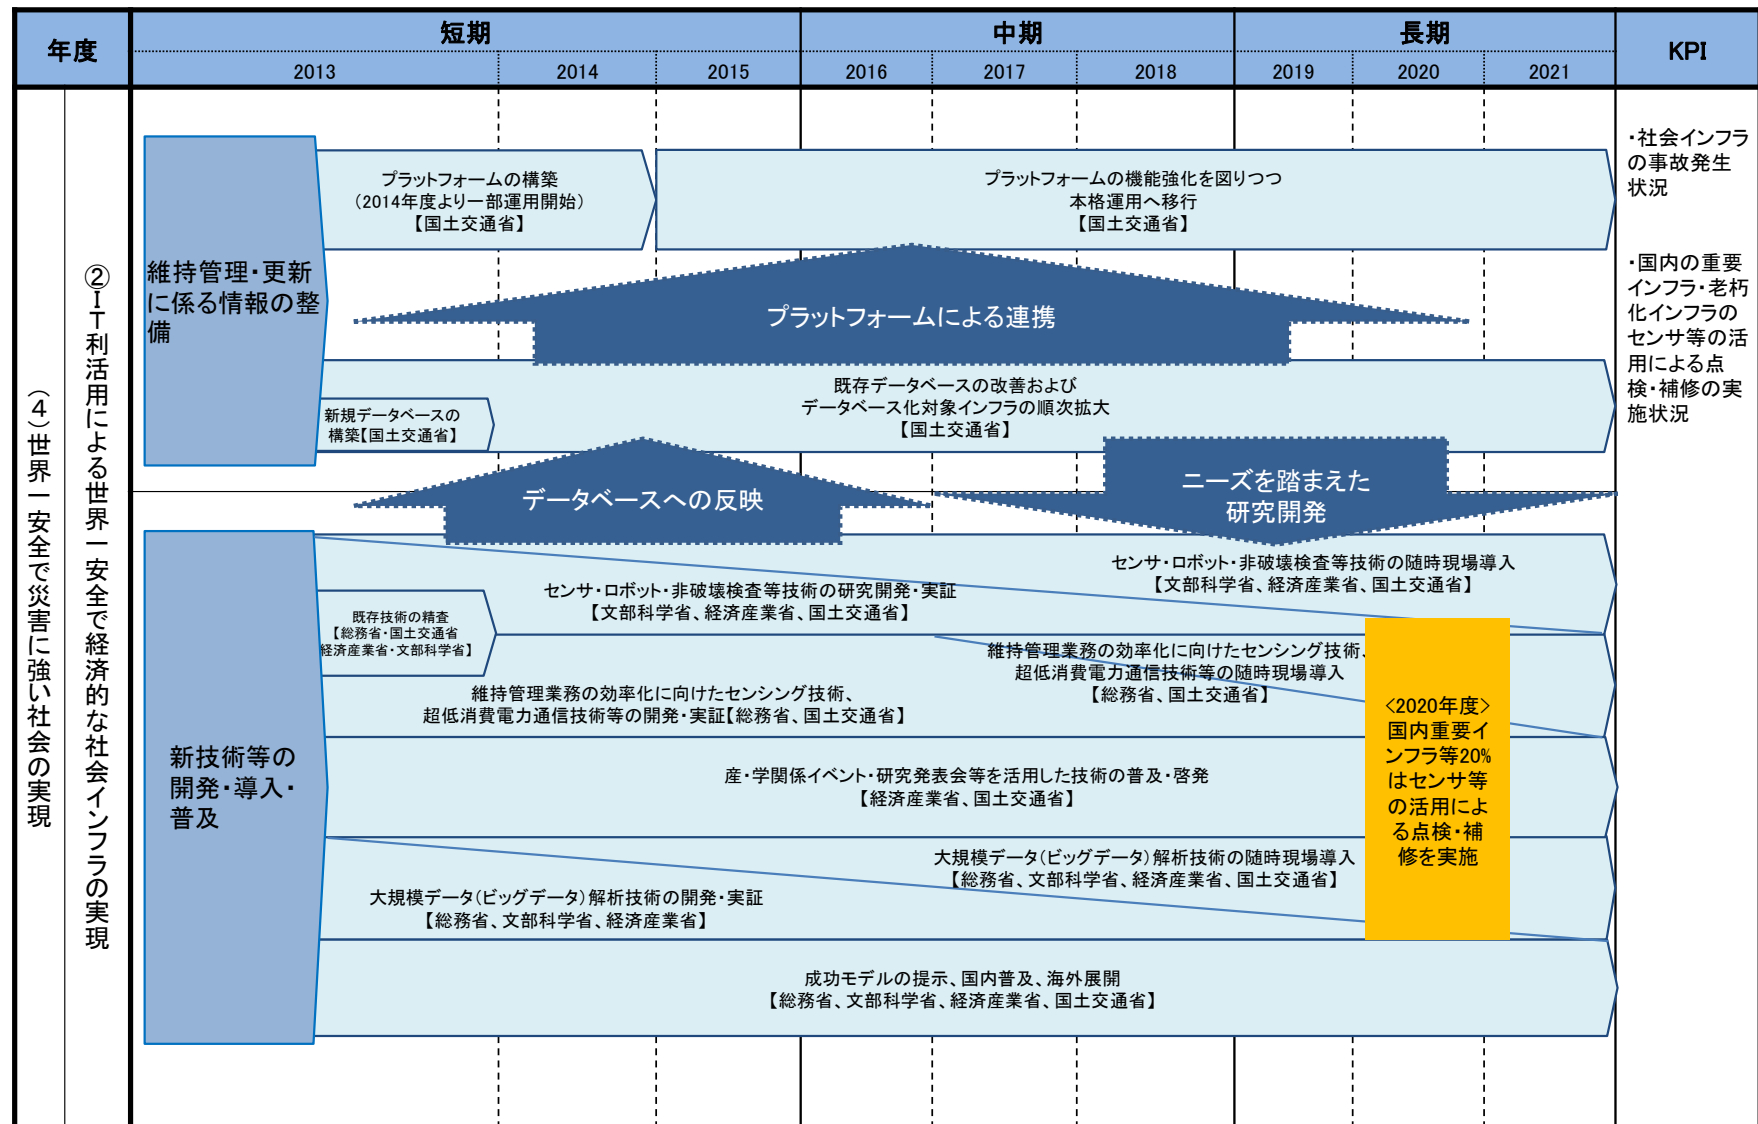 年度
短期
中期
長期
KPI
2013
2014
2015
2016
2017
2018
2019
2020
2021
(4)世界一安全で災害に強い社会の実現
②IT利活用による世界一安全で経済的な社会インフラの実現
維持管理・更新
に係る情報の整
備
プラットフォームの構築
(2014年度より一部運用開始)
【国土交通省】
プラットフォームの機能強化を図りつつ
本格運用へ移行
【国土交通省】
プラットフォームによる連携
新規データベースの
構築【国土交通省】
既存データベースの改善および
データベース化対象インフラの順次拡大
【国土交通省】
データベースへの反映
ニーズを踏まえた
研究開発
新技術等の
開発・導入・
普及
既存技術の精査
【総務省・国土交通省
経済産業省・文部科学省】
センサ・ロボット・非破壊検査等技術の研究開発・実証
【文部科学省、経済産業省、国土交通省】
センサ・ロボット・非破壊検査等技術の随時現場導入
【文部科学省、経済産業省、国土交通省】
維持管理業務の効率化に向けたセンシング技術、
超低消費電力通信技術等の開発・実証【総務省、国土交通省】
維持管理業務の効率化に向けたセンシング技術、
超低消費電力通信技術等の随時現場導入
【総務省、国土交通省】
産・学関係イベント・研究発表会等を活用した技術の普及・啓発
【経済産業省、国土交通省】
大規模データ(ビッグデータ)解析技術の開発・実証
【総務省、文部科学省、経済産業省】
大規模データ(ビッグデータ)解析技術の随時現場導入
【総務省、文部科学省、経済産業省、国土交通省】
成功モデルの提示、国内普及、海外展開
【総務省、文部科学省、経済産業省、国土交通省】
<2020年度>
国内重要イ
ンフラ等20%
はセンサ等
の活用によ
る点検・補
修を実施
・社会インフラ
の事故発生
状況
・国内の重要
インフラ・老朽
化インフラの
センサ等の活
用による点
検・補修の実
施状況